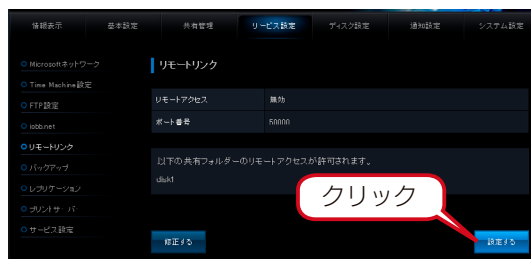 情報表示 基本設定 共有管理 サービス設定 ディスク設定 通知設定 システム設定
Microsoftネットワーク
Time Machine設定
FTP設定
iobb.net
リモートリンク
バックアップ
レプリケーション
プリントサーバー
サービス設定
リモートリンク
リモートアクセス 無効
ポート番号 50000
以下の共有フォルダーのリモートアクセスが許可されます。
disk1
クリック
修正する 設定する